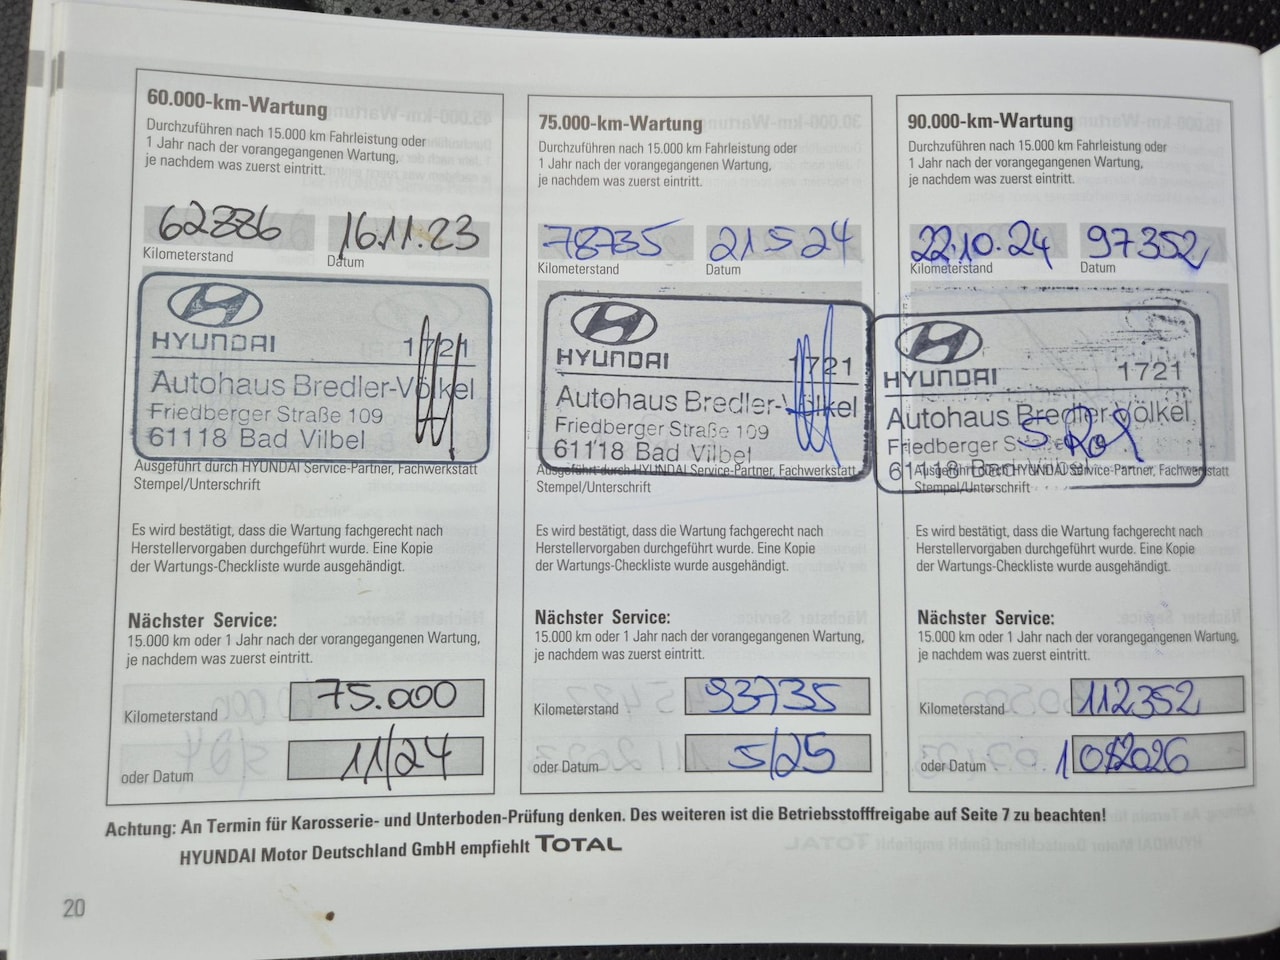 60.000-km-Wartung
Durchzuführen nach 15.000 km Fahrleistung oder
1 Jahr nach der vorangegangenen Wartung,
je nachdem was zuerst eintritt.
62886 16.11.23
Kilometerstand Datum
HYUNDAI 1721
Autohaus Bredler-Völkel
Friedberger Straße 109
61118 Bad Vilbel
Ausgeführt durch HYUNDAI Service-Partner, Fachwerkstatt
Stempel/Unterschrift
Es wird bestätigt, dass die Wartung fachgerecht nach
Herstellervorgaben durchgeführt wurde. Eine Kopie
der Wartungs-Checkliste wurde ausgehändigt.
Nächster Service:
15.000 km oder 1 Jahr nach der vorangegangenen Wartung,
je nachdem was zuerst eintritt.
Kilometerstand 75.000
oder Datum 11/24
75.000-km-Wartung
Durchzuführen nach 15.000 km Fahrleistung oder
1 Jahr nach der vorangegangenen Wartung,
je nachdem was zuerst eintritt.
78735 21.5.24
Kilometerstand Datum
HYUNDAI 1721
Autohaus Bredler-Völkel
Friedberger Straße 109
61118 Bad Vilbel
Ausgeführt durch HYUNDAI Service-Partner, Fachwerkstatt
Stempel/Unterschrift
Es wird bestätigt, dass die Wartung fachgerecht nach
Herstellervorgaben durchgeführt wurde. Eine Kopie
der Wartungs-Checkliste wurde ausgehändigt.
Nächster Service:
15.000 km oder 1 Jahr nach der vorangegangenen Wartung,
je nachdem was zuerst eintritt.
Kilometerstand 93735
oder Datum 5/25
90.000-km-Wartung
Durchzuführen nach 15.000 km Fahrleistung oder
1 Jahr nach der vorangegangenen Wartung,
je nachdem was zuerst eintritt.
22.10.24 97352
Kilometerstand Datum
HYUNDAI 1721
Autohaus Bredler-Völkel
Friedberger Straße
61118 Bad Vilbel
Ausgeführt durch HYUNDAI Service-Partner, Fachwerkstatt
Stempel/Unterschrift
Es wird bestätigt, dass die Wartung fachgerecht nach
Herstellervorgaben durchgeführt wurde. Eine Kopie
der Wartungs-Checkliste wurde ausgehändigt.
Nächster Service:
15.000 km oder 1 Jahr nach der vorangegangenen Wartung,
je nachdem was zuerst eintritt.
Kilometerstand 112352
oder Datum
Achtung: An Termin für Karosserie- und Unterboden-Prüfung denken. Des weiteren ist die Betriebsstofffreigabe auf Seite 7 zu beachten!
HYUNDAI Motor Deutschland GmbH empfiehlt TOTAL
20